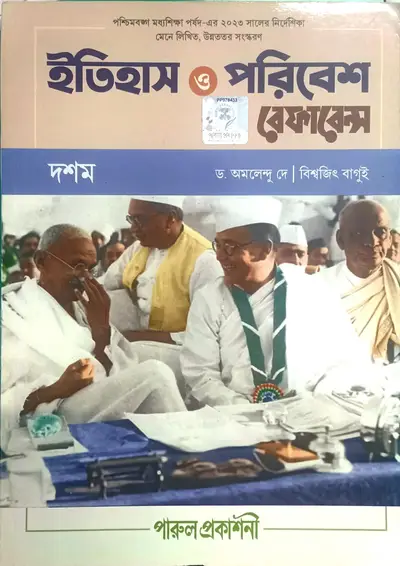 পশ্চিমবঙ্গ মধ্যশিক্ষা পর্ষদ-এর ২০২৩ সালের নির্দেশিকা
মেনে লিখিত, উন্নততর সংস্করণ
ইতিহাস ও পরিবেশ
রেফারেন্স
দশম
ড. অমলেন্দু দে | বিশ্বজিৎ বাগুই
পারুল প্রকাশনী